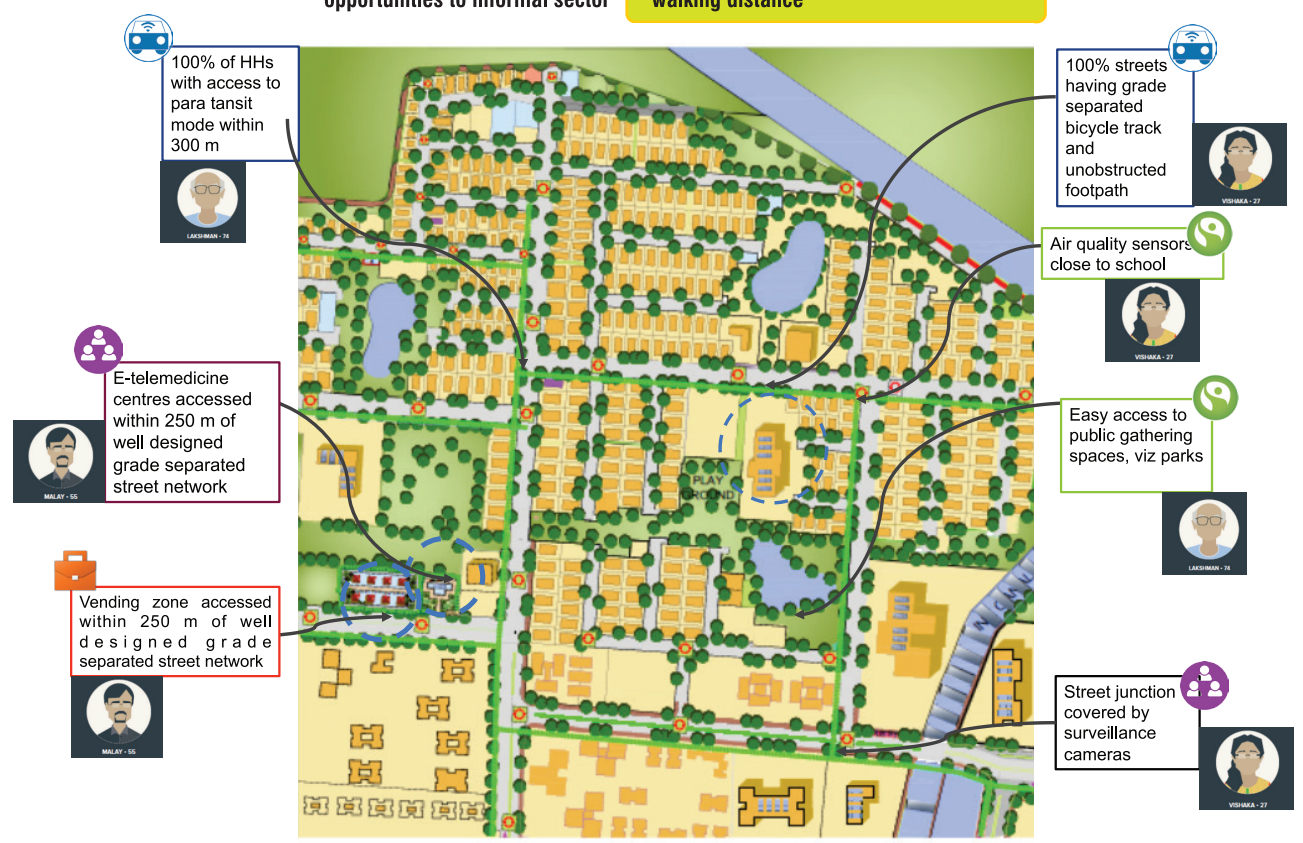 opportunities to informal sector
walking distance
100% of HHs
with access to
para tansit
mode within
300 m
LAKSHMAN - 74
100% streets
having grade
separated
bicycle track
and
unobstructed
footpath
VISHAKA - 27
Air quality sensors
close to school
VISHAKA - 27
E-telemedicine
centres accessed
within 250 m of
well designed
grade separated
street network
MALAY - 55
Easy access to
public gathering
spaces, viz parks
LAKSHMAN - 74
PLAY
GROUND
Vending zone accessed
within 250 m of well
designed grade
separated street network
MALAY - 55
Street junction
covered by
surveillance
cameras
VISHAKA - 27